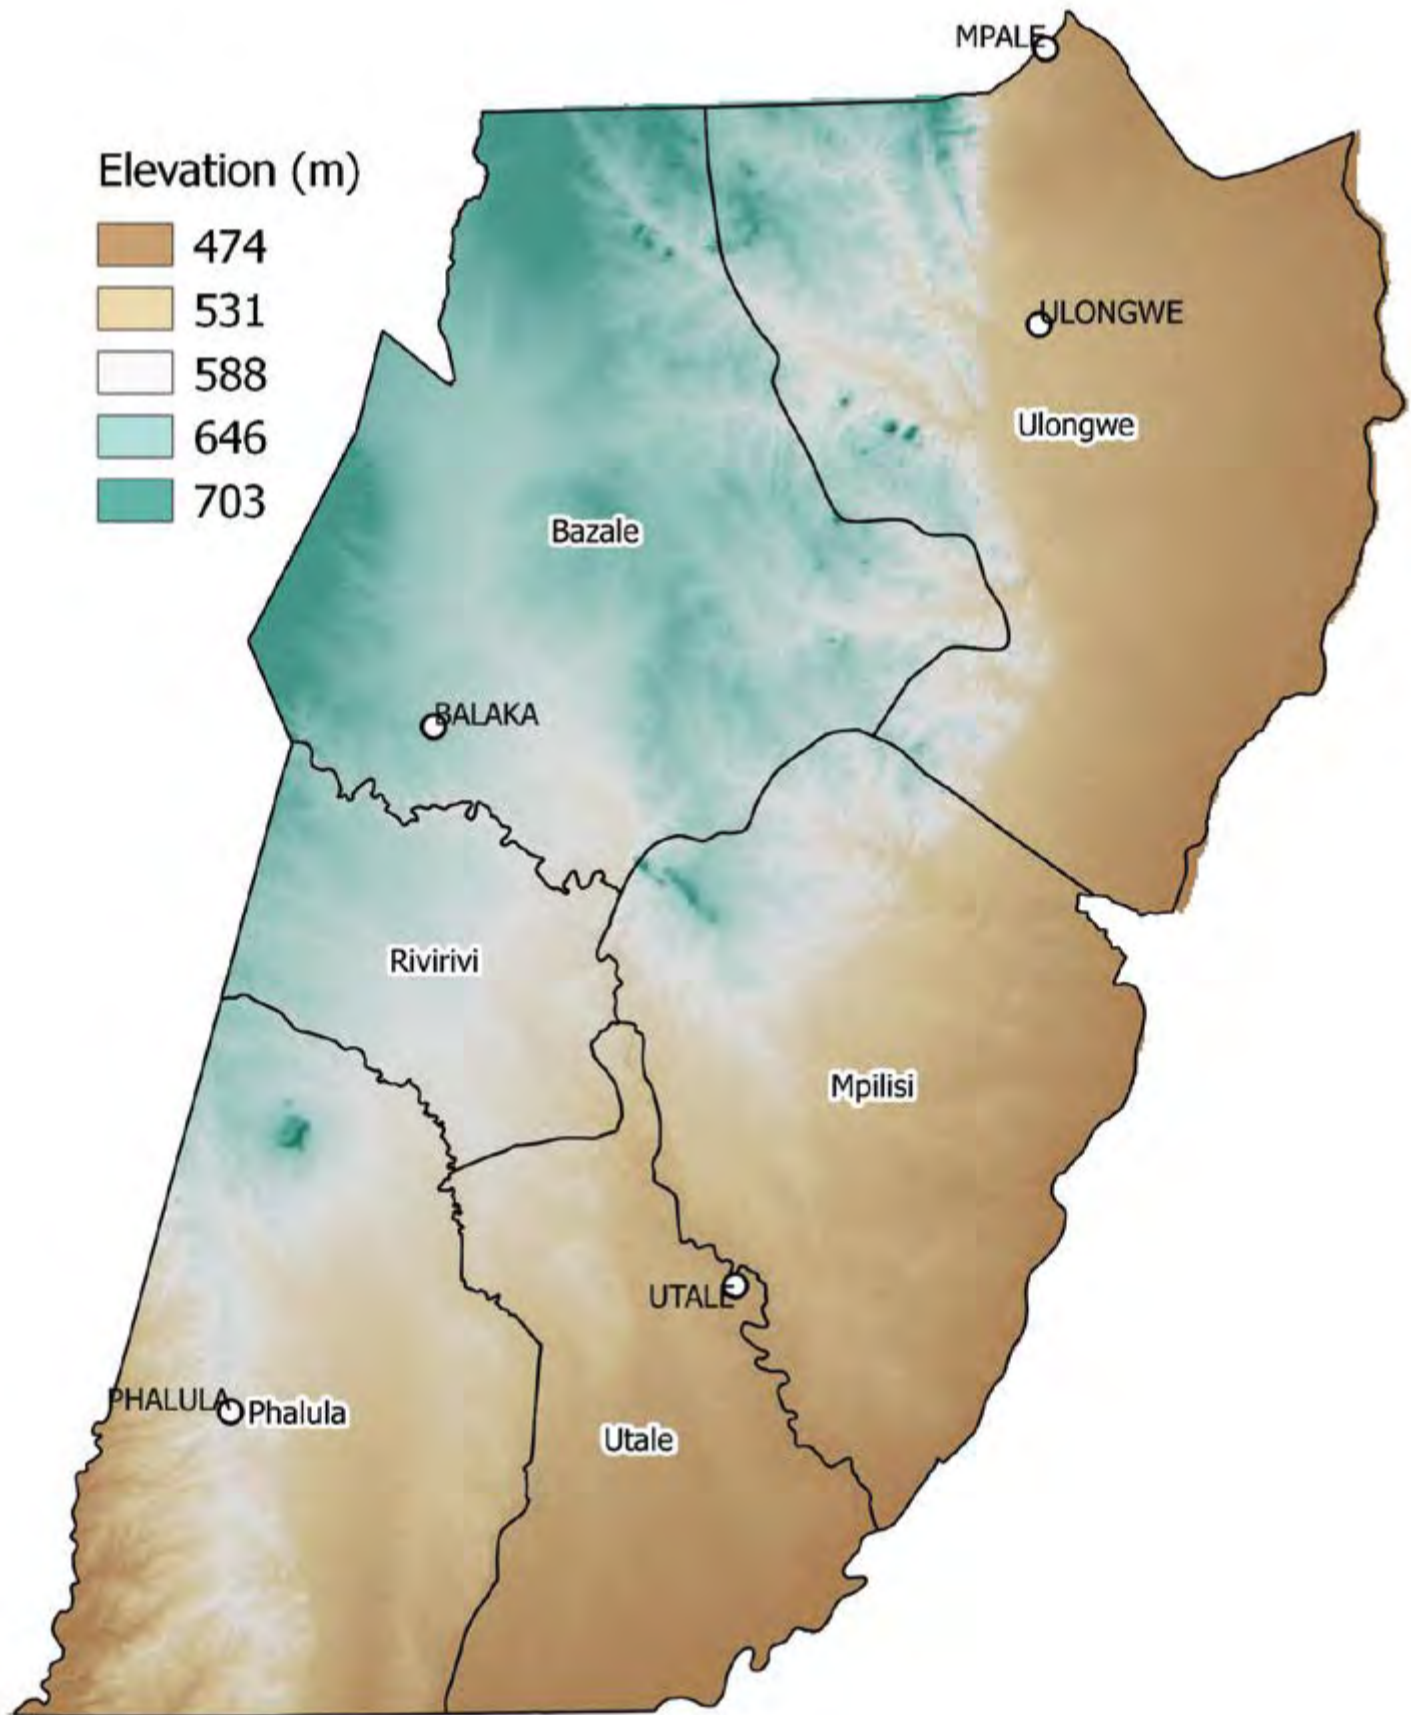 MPALE
Elevation (m)
474
531
588
646
703
ULONGWE
Ulongwe
Bazale
BALAKA
Rivirivi
Mpilisi
UTALE
PHALULA
Phalula
Utale